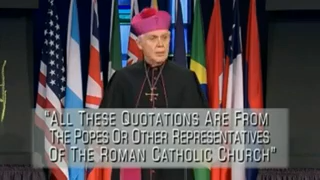 "ALL THESE QUOTATIONS ARE FROM
THE POPES OR OTHER REPRESENTATIVES
OF THE ROMAN CATHOLIC CHURCH"